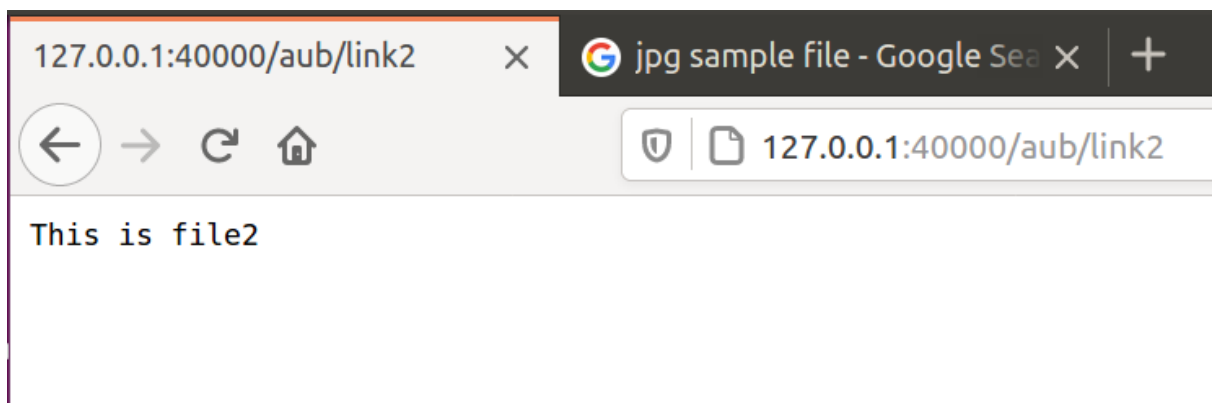 127.0.0.1:40000/aub/link2
jpg sample file - Google Sea
127.0.0.1:40000/aub/link2
This is file2